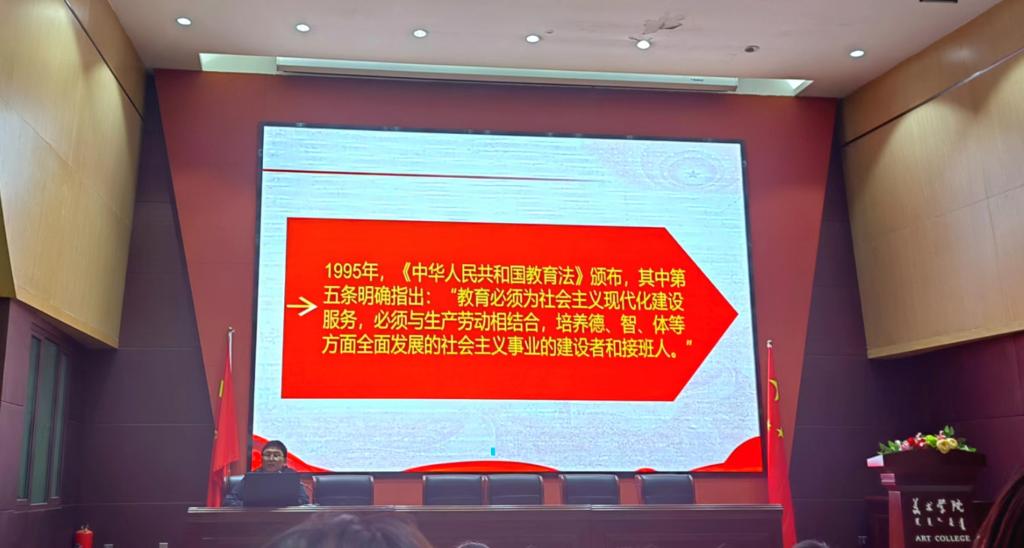 1995年，《中华人民共和国教育法》颁布，其中第
五条明确指出：“教育必须为社会主义现代化建设
服务，必须与生产劳动相结合，培养德、智、体等
方面全面发展的社会主义事业的建设者和接班人。”
美术学院
ART COLLEGE